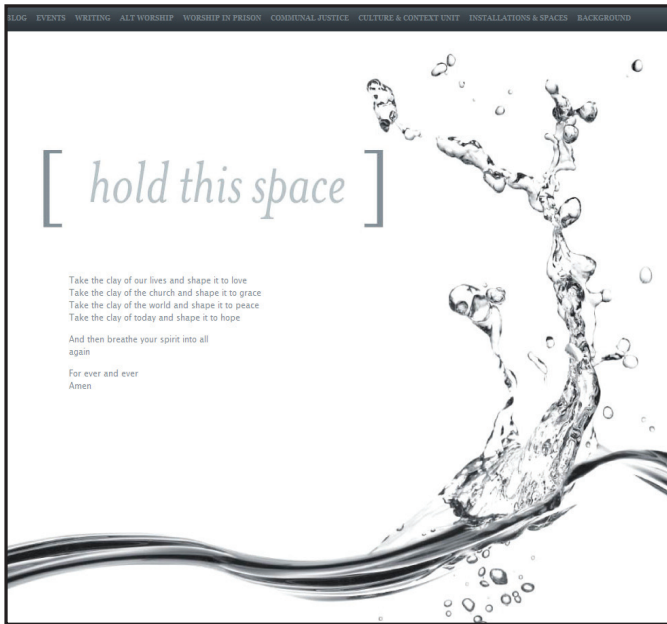 BLOG EVENTS WRITING ALT WORSHIP WORSHIP IN PRISON COMMUNAL JUSTICE CULTURE & CONTEXT UNIT INSTALLATIONS & SPACES BACKGROUND
[ hold this space ]
Take the clay of our lives and shape it to love
Take the clay of the church and shape it to grace
Take the clay of the world and shape it to peace
Take the clay of today and shape it to hope
And then breathe your spirit into all
again
For ever and ever
Amen